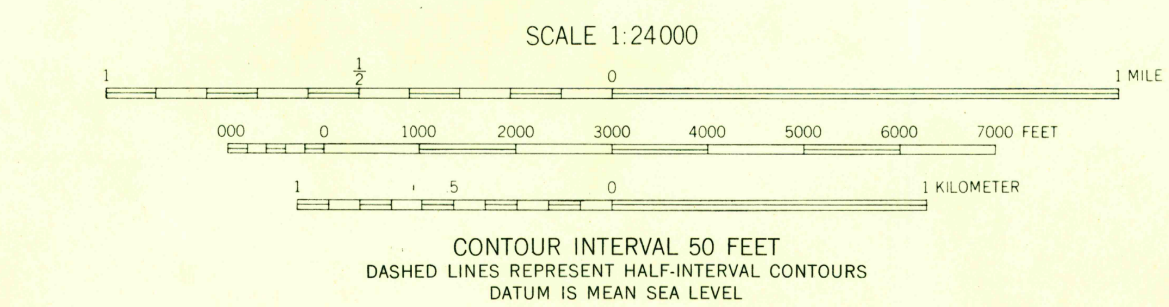 SCALE 1:24000
1 1/2 0 1 MILE
000 0 1000 2000 3000 4000 5000 6000 7000 FEET
1 .5 0 1 KILOMETER
CONTOUR INTERVAL 50 FEET
DASHED LINES REPRESENT HALF-INTERVAL CONTOURS
DATUM IS MEAN SEA LEVEL